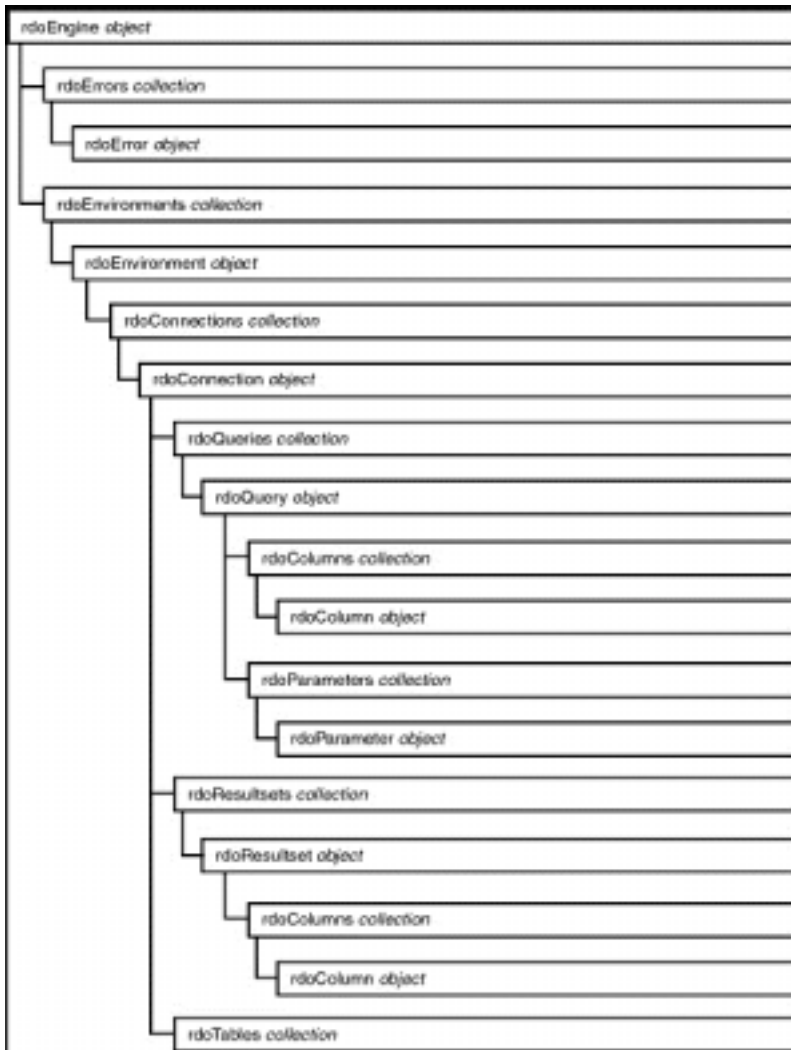 rdoEngine object
rdoErrors collection
rdoError object
rdoEnvironments collection
rdoEnvironment object
rdoConnections collection
rdoConnection object
rdoQueries collection
rdoQuery object
rdoColumns collection
rdoColumn object
rdoParameters collection
rdoParameter object
rdoResultsets collection
rdoResultset object
rdoColumns collection
rdoColumn object
rdoTables collection